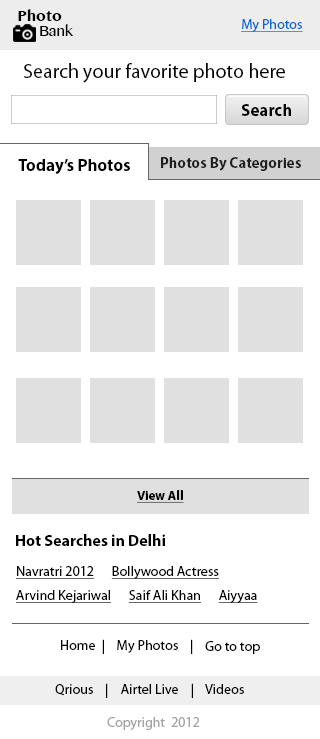 Photo
Bank
My Photos
Search your favorite photo here
Search
Today's Photos
Photos By Categories
View All
Hot Searches in Delhi
Navratri 2012 Bollywood Actress
Arvind Kejariwal Saif Ali Khan Aiyyaa
Home | My Photos | Go to top
Qrious | Airtel Live | Videos
Copyright 2012